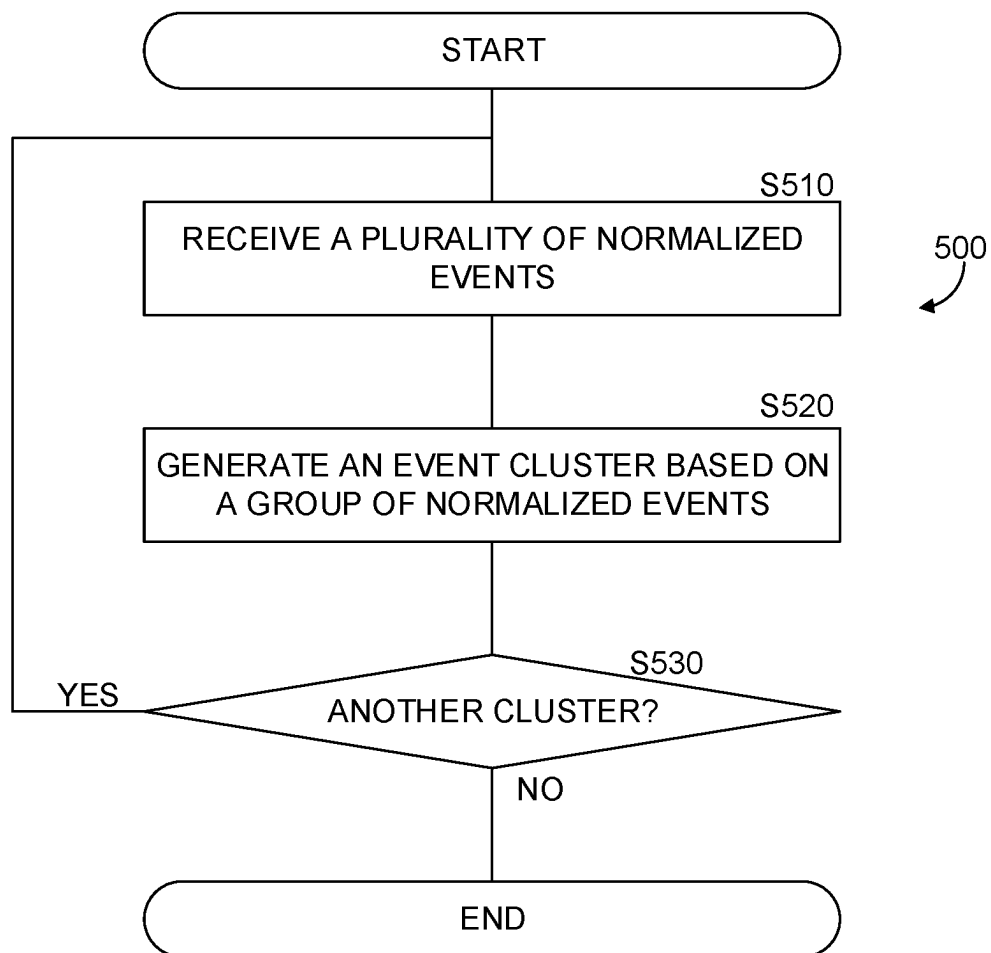 START
S510
RECEIVE A PLURALITY OF NORMALIZED
EVENTS
500
S520
GENERATE AN EVENT CLUSTER BASED ON
A GROUP OF NORMALIZED EVENTS
S530
YES
ANOTHER CLUSTER?
NO
END